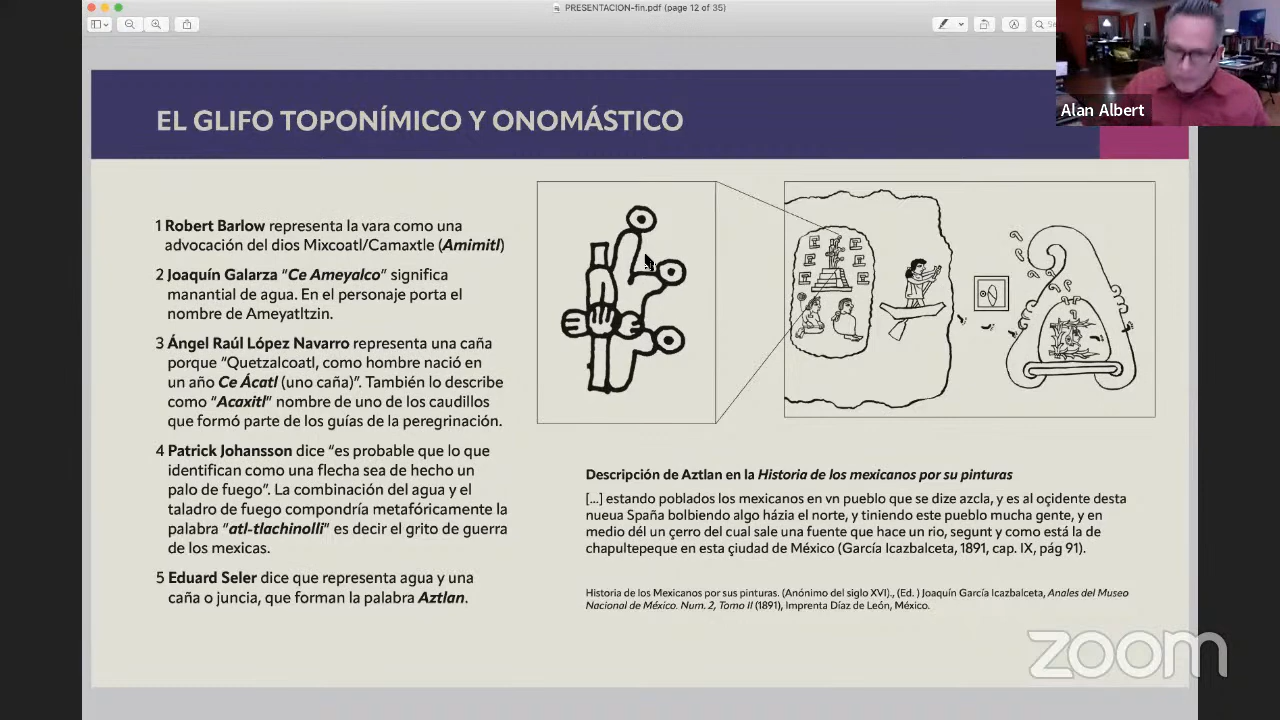 PRESENTACION-fin.pdf (page 12 of 35)
Alan Albert
EL GLIFO TOPONÍMICO Y ONOMÁSTICO
1 Robert Barlow representa la vara como una
advocación del dios Mixcoatl/Camaxtle (Amimitl)
2 Joaquín Galarza “Ce Ameyalco” significa
manantial de agua. En el personaje porta el
nombre de Ameyatltzin.
3 Ángel Raúl López Navarro representa una caña
porque “Quetzalcoatl, como hombre nació en
un año Ce Ácatl (uno caña)”. También lo describe
como “Acaxitl” nombre de uno de los caudillos
que formó parte de los guías de la peregrinación.
4 Patrick Johansson dice “es probable que lo que
identifican como una flecha sea de hecho un
palo de fuego”. La combinación del agua y el
taladro de fuego compondría metafóricamente la
palabra “atl-tlachinolli” es decir el grito de guerra
de los mexicas.
5 Eduard Seler dice que representa agua y una
caña o juncia, que forman la palabra Aztlan.
Descripción de Aztlan en la Historia de los mexicanos por su pinturas
[...] estando poblados los mexicanos en vn pueblo que se dize azcla, y es al oçidente desta
nueua Spaña bolbiendo algo házia el norte, y tiniendo este pueblo mucha gente, y en
medio dél un çerro del cual sale una fuente que hace un rio, segunt y como está la de
chapultepeque en esta çiudad de México (García Icazbalceta, 1891, cap. IX, pág 91).
Historia de los Mexicanos por sus pinturas. (Anónimo del siglo XVI)., (Ed. ) Joaquín García Icazbalceta, Anales del Museo
Nacional de México. Num. 2, Tomo II (1891), Imprenta Díaz de León, México.
zoom